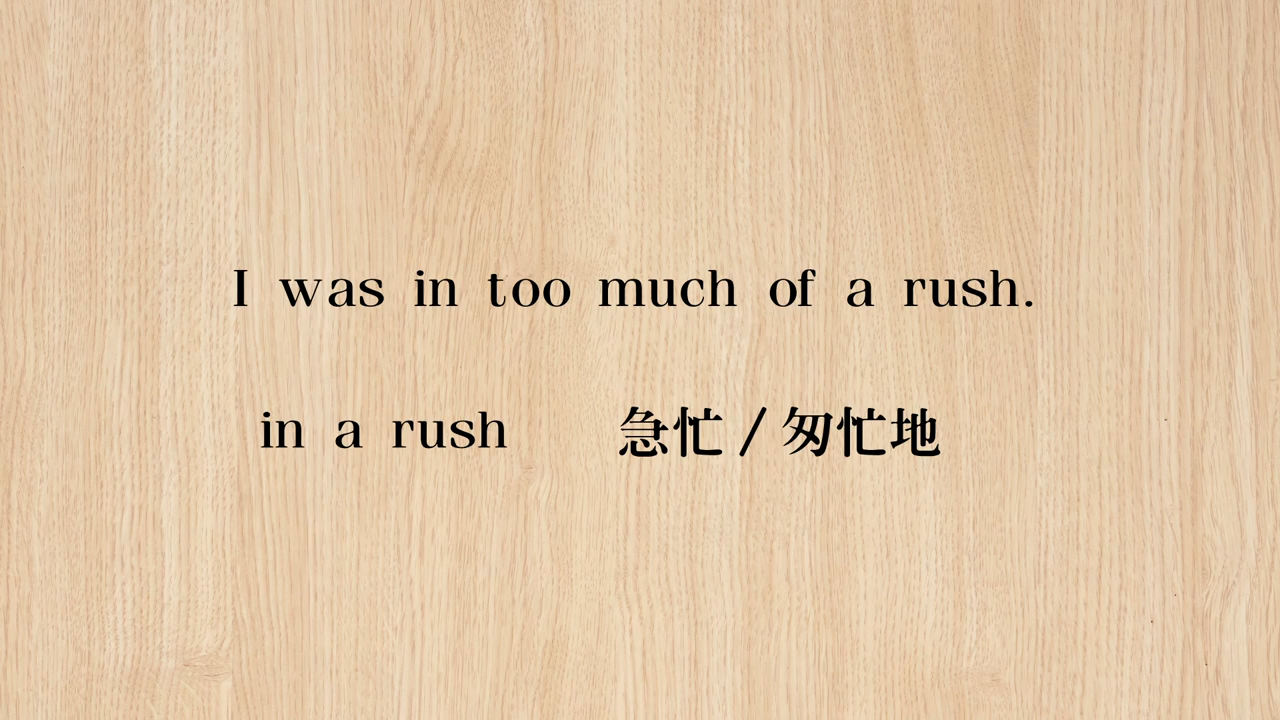 I was in too much of a rush.
in a rush 急忙/匆忙地